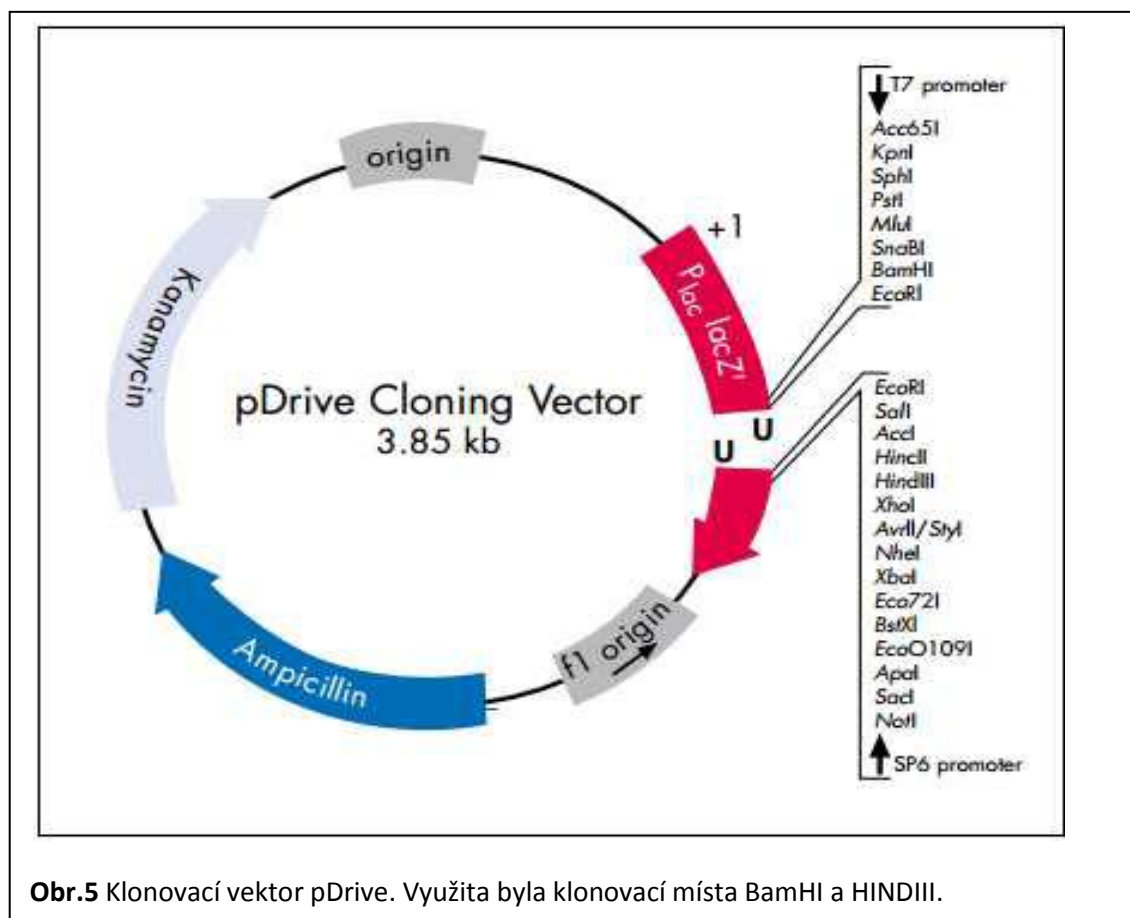 origin
+1
Plac lacZ'
Kanamycin
pDrive Cloning Vector
3.85 kb
U
U
Ampicillin
f1 origin
T7 promoter
Acc65I
KpnI
SphI
PstI
MluI
SnaBI
BamHI
EcoRI
EcoRI
SalI
AccI
HincII
HindIII
XhoI
AvrII/StyI
NheI
XbaI
Eco72I
BstXI
EcoO109I
ApaI
SacI
NotI
SP6 promoter
Obr.5 Klonovací vektor pDrive. Využita byla klonovací místa BamHI a HINDIII.